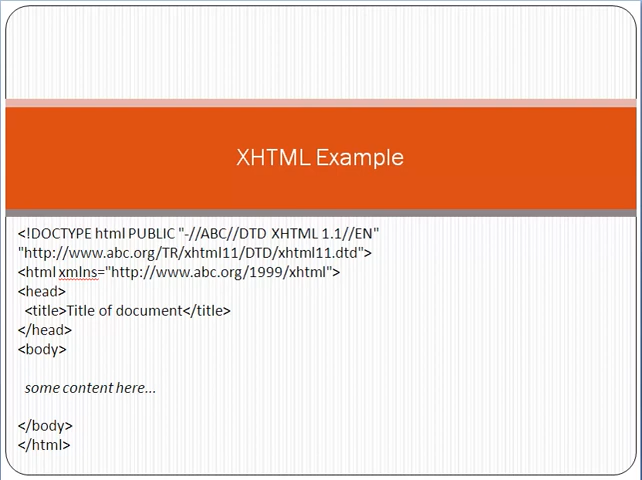 XHTML Example
<!DOCTYPE html PUBLIC "-//ABC//DTD XHTML 1.1//EN"
"http://www.abc.org/TR/xhtml11/DTD/xhtml11.dtd">
<html xmlns="http://www.abc.org/1999/xhtml">
<head>
<title>Title of document</title>
</head>
<body>
some content here...
</body>
</html>